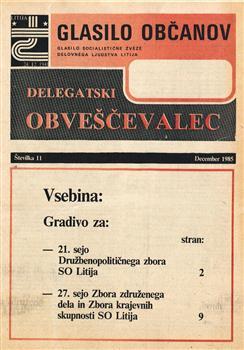 LITIJA
GLASILO OBČANOV
GLASILO SOCIALISTIČNE ZVEZE
DELOVNEGA LJUDSTVA LITIJA
DELEGATSKI
OBVEŠČEVALEC
Številka 11
December 1985
Vsebina:
Gradivo za:
stran:
— 21. sejo
Družbenopolitičnega zbora
SO Litija 2
— 27. sejo Zbora združenega
dela in Zbora krajevnih
skupnosti SO Litija 9